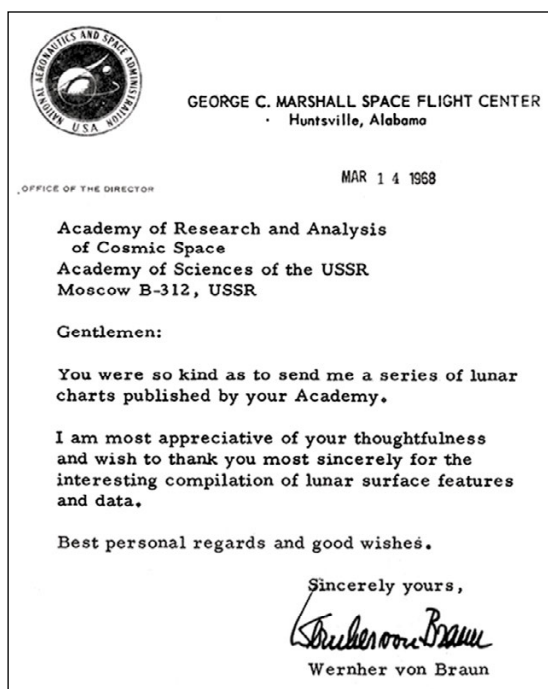 NATIONAL AERONAUTICS AND SPACE ADMINISTRATION
USA
GEORGE C. MARSHALL SPACE FLIGHT CENTER
Huntsville, Alabama
MAR 14 1968
OFFICE OF THE DIRECTOR
Academy of Research and Analysis
of Cosmic Space
Academy of Sciences of the USSR
Moscow B-312, USSR
Gentlemen:
You were so kind as to send me a series of lunar
charts published by your Academy.
I am most appreciative of your thoughtfulness
and wish to thank you most sincerely for the
interesting compilation of lunar surface features
and data.
Best personal regards and good wishes.
Sincerely yours,
Wernher von Braun
Wernher von Braun